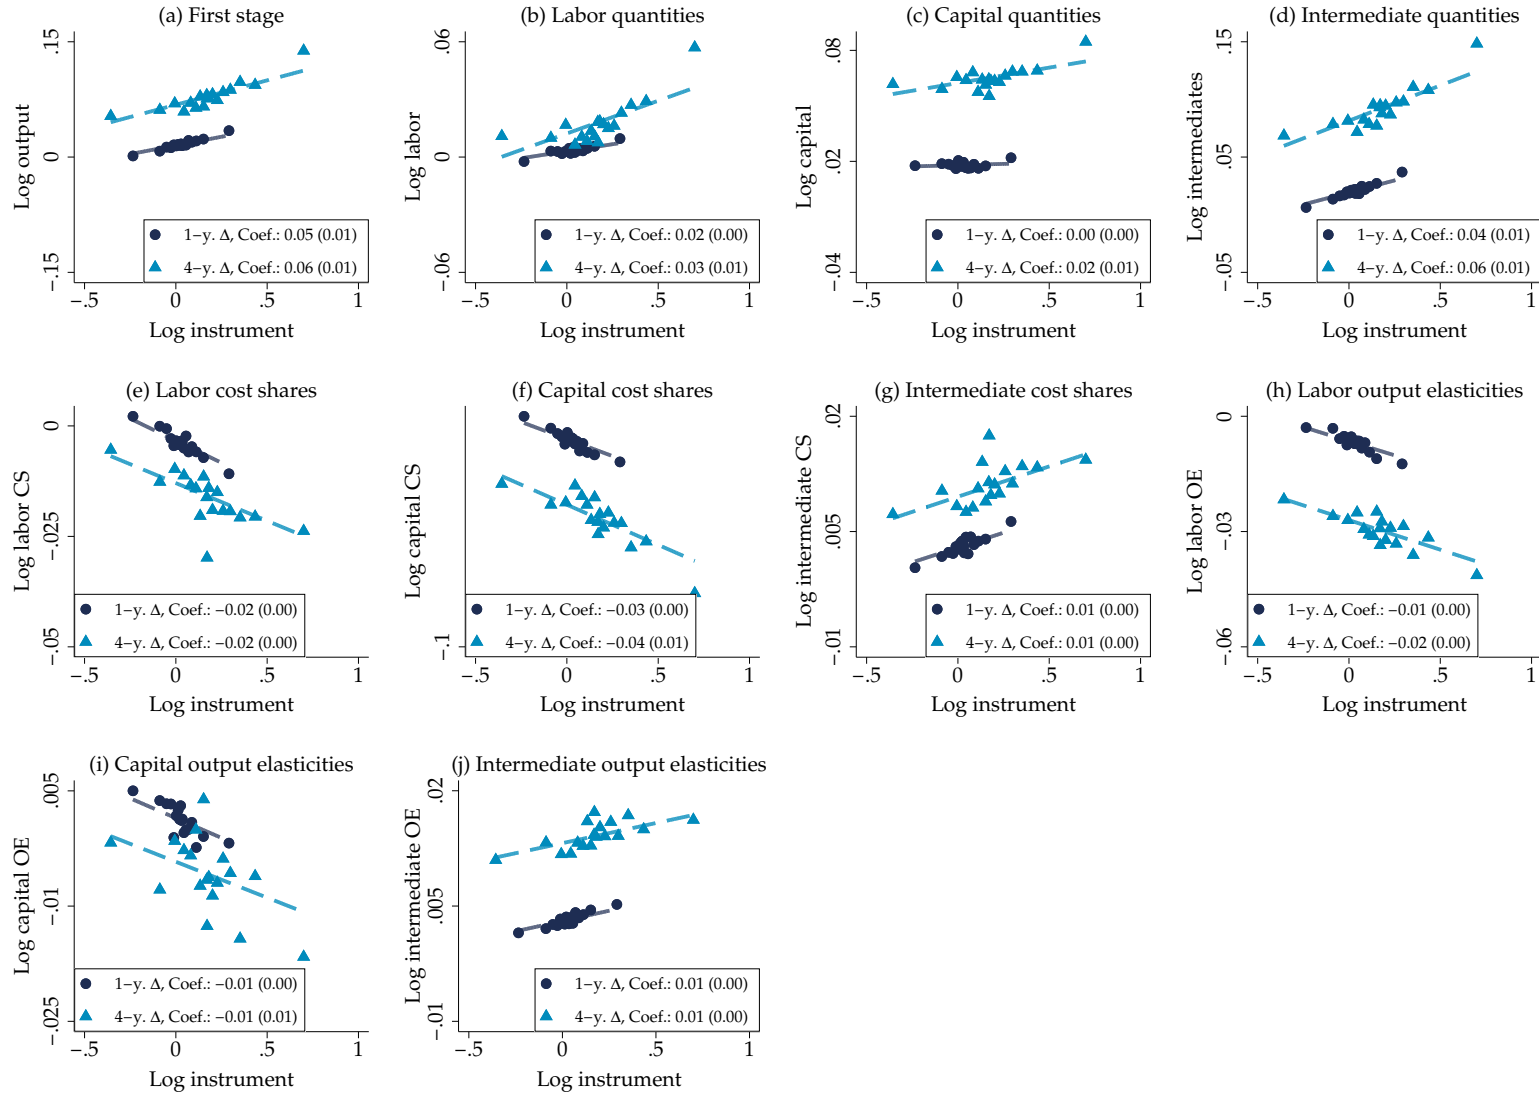 (a) First stage
Log output
.15
0
−.15
1−y. Δ, Coef.: 0.05 (0.01)
4−y. Δ, Coef.: 0.06 (0.01)
−.5 0 .5 1
Log instrument
(b) Labor quantities
Log labor
.06
0
−.06
1−y. Δ, Coef.: 0.02 (0.00)
4−y. Δ, Coef.: 0.03 (0.01)
−.5 0 .5 1
Log instrument
(c) Capital quantities
Log capital
.08
.02
−.04
1−y. Δ, Coef.: 0.00 (0.00)
4−y. Δ, Coef.: 0.02 (0.01)
−.5 0 .5 1
Log instrument
(d) Intermediate quantities
Log intermediates
.15
.05
−.05
1−y. Δ, Coef.: 0.04 (0.01)
4−y. Δ, Coef.: 0.06 (0.01)
−.5 0 .5 1
Log instrument
(e) Labor cost shares
Log labor CS
0
−.025
−.05
1−y. Δ, Coef.: −0.02 (0.00)
4−y. Δ, Coef.: −0.02 (0.00)
−.5 0 .5 1
Log instrument
(f) Capital cost shares
Log capital CS
−.1
1−y. Δ, Coef.: −0.03 (0.00)
4−y. Δ, Coef.: −0.04 (0.01)
−.5 0 .5 1
Log instrument
(g) Intermediate cost shares
Log intermediate CS
.02
.005
−.01
1−y. Δ, Coef.: 0.01 (0.00)
4−y. Δ, Coef.: 0.01 (0.00)
−.5 0 .5 1
Log instrument
(h) Labor output elasticities
Log labor OE
0
−.03
−.06
1−y. Δ, Coef.: −0.01 (0.00)
4−y. Δ, Coef.: −0.02 (0.00)
−.5 0 .5 1
Log instrument
(i) Capital output elasticities
Log capital OE
.005
−.01
−.025
1−y. Δ, Coef.: −0.01 (0.00)
4−y. Δ, Coef.: −0.01 (0.01)
−.5 0 .5 1
Log instrument
(j) Intermediate output elasticities
Log intermediate OE
.02
.005
−.01
1−y. Δ, Coef.: 0.01 (0.00)
4−y. Δ, Coef.: 0.01 (0.00)
−.5 0 .5 1
Log instrument